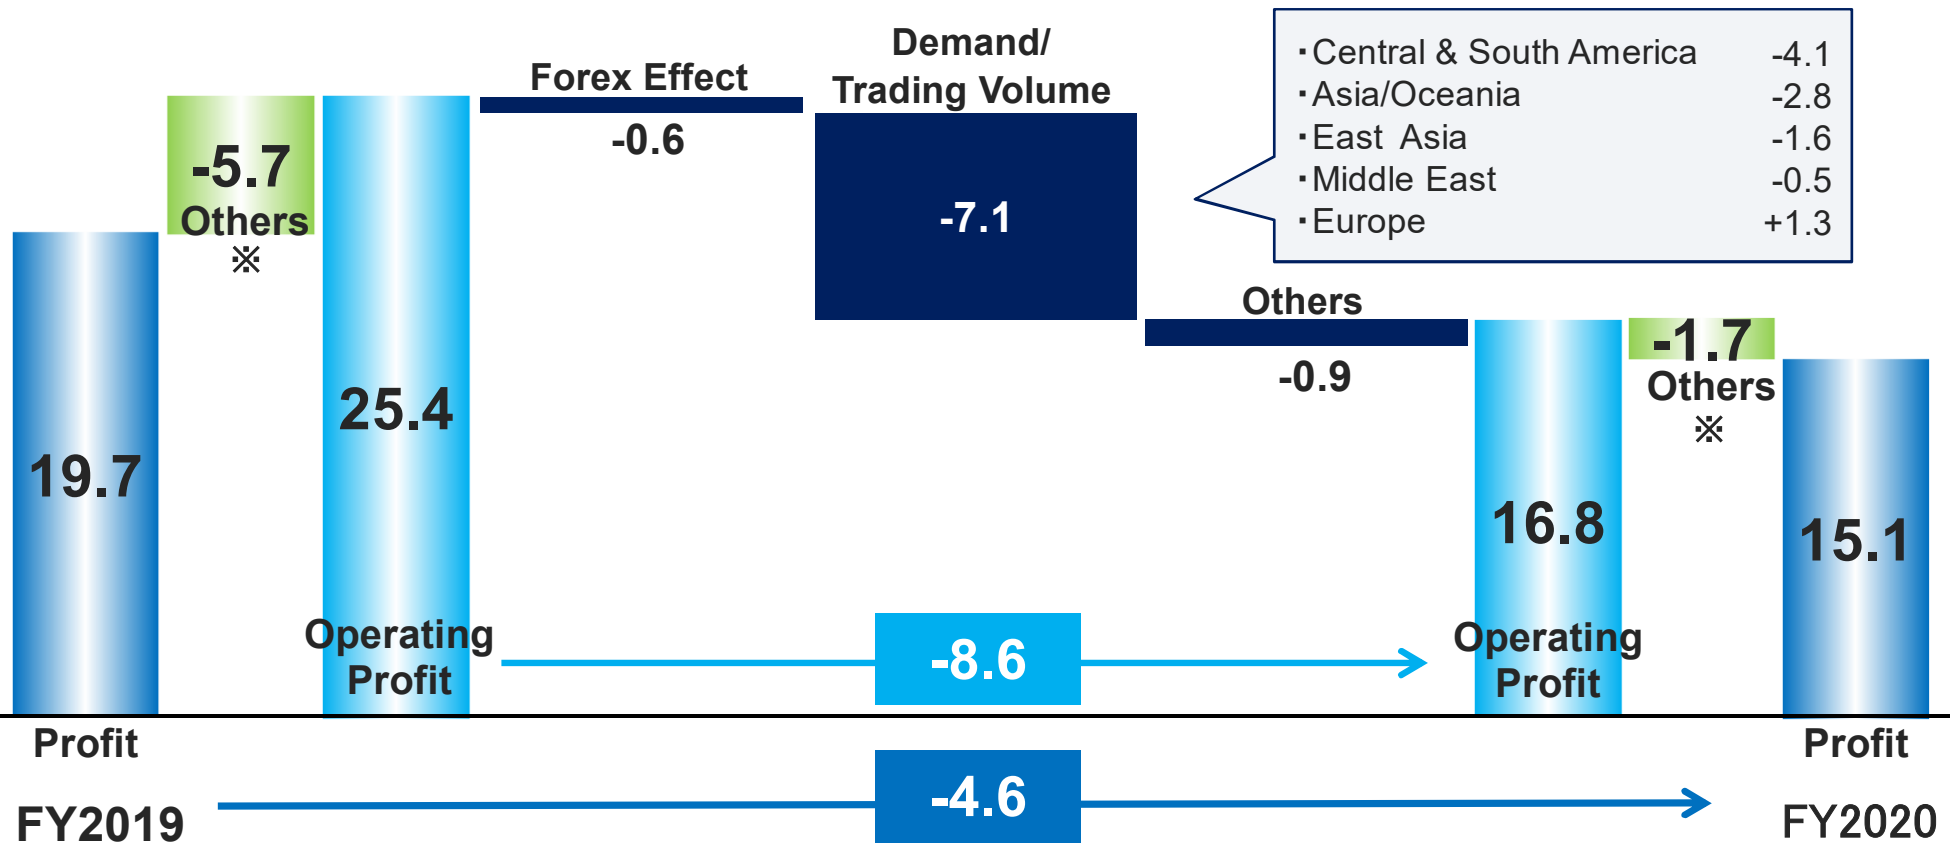 Demand/
Trading Volume
Forex Effect
-0.6
-7.1
・Central & South America -4.1
・Asia/Oceania -2.8
・East Asia -1.6
・Middle East -0.5
・Europe +1.3
-5.7
Others
※
Others
-0.9
-1.7
Others
※
19.7
25.4
16.8
15.1
Operating
Profit
-8.6
Operating
Profit
Profit
Profit
FY2019
-4.6
FY2020